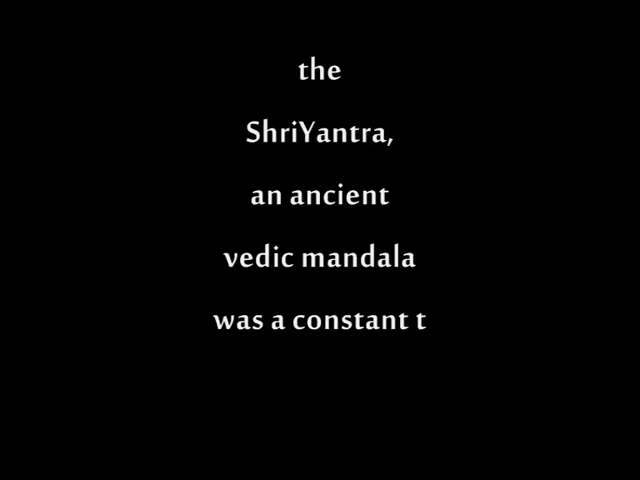 the
ShriYantra,
an ancient
vedic mandala
was a constant t